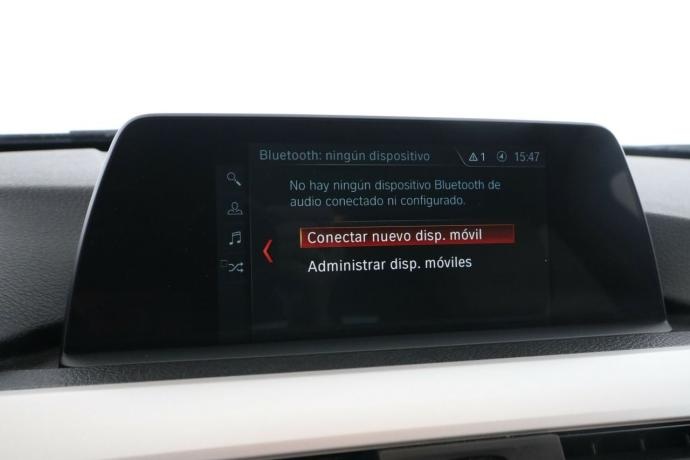 Bluetooth: ningún dispositivo
1 15:47
No hay ningún dispositivo Bluetooth de
audio conectado ni configurado.
Conectar nuevo disp. móvil
Administrar disp. móviles